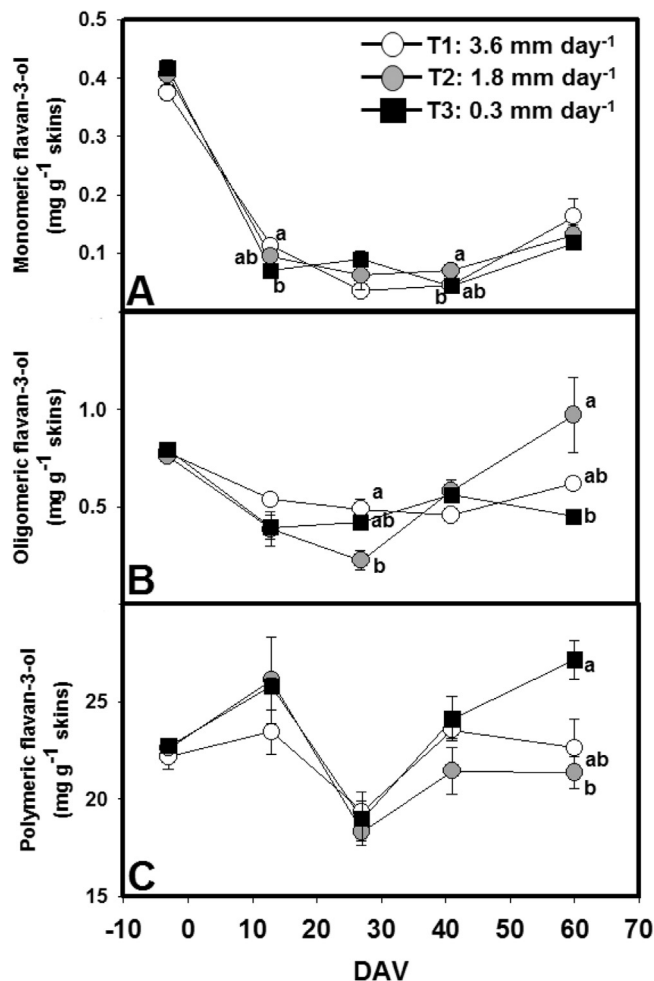 0.5
0.4
0.3
0.2
0.1
Monomeric flavan-3-ol
(mg g⁻¹ skins)
T1: 3.6 mm day⁻¹
T2: 1.8 mm day⁻¹
T3: 0.3 mm day⁻¹
a
ab
b
a
b
ab
A
1.0
0.5
Oligomeric flavan-3-ol
(mg g⁻¹ skins)
a
ab
b
a
ab
b
B
25
20
15
Polymeric flavan-3-ol
(mg g⁻¹ skins)
a
ab
b
C
-10 0 10 20 30 40 50 60 70
DAV